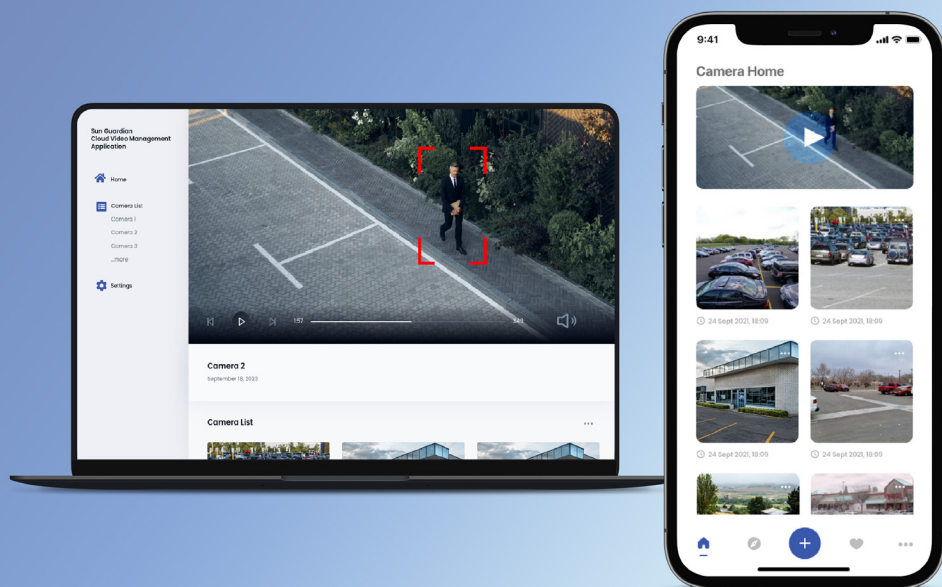 Sun Guardian
Cloud Video Management
Application
Home
Camera List
Camera 1
Camera 2
Camera 3
...more
Settings
1:57
3:49
Camera 2
September 18, 2023
Camera List
9:41
Camera Home
24 Sept 2021, 18:09
24 Sept 2021, 18:09
24 Sept 2021, 18:09
24 Sept 2021, 18:09